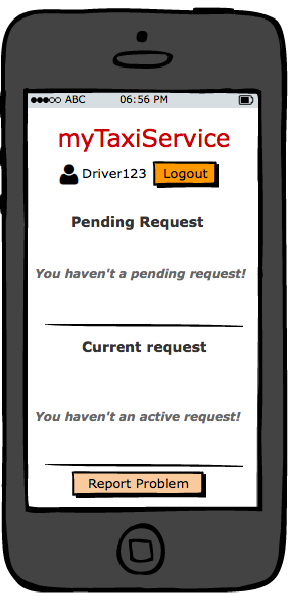 ABC 06:56 PM
myTaxiService
Driver123 Logout
Pending Request
You haven't a pending request!
Current request
You haven't an active request!
Report Problem